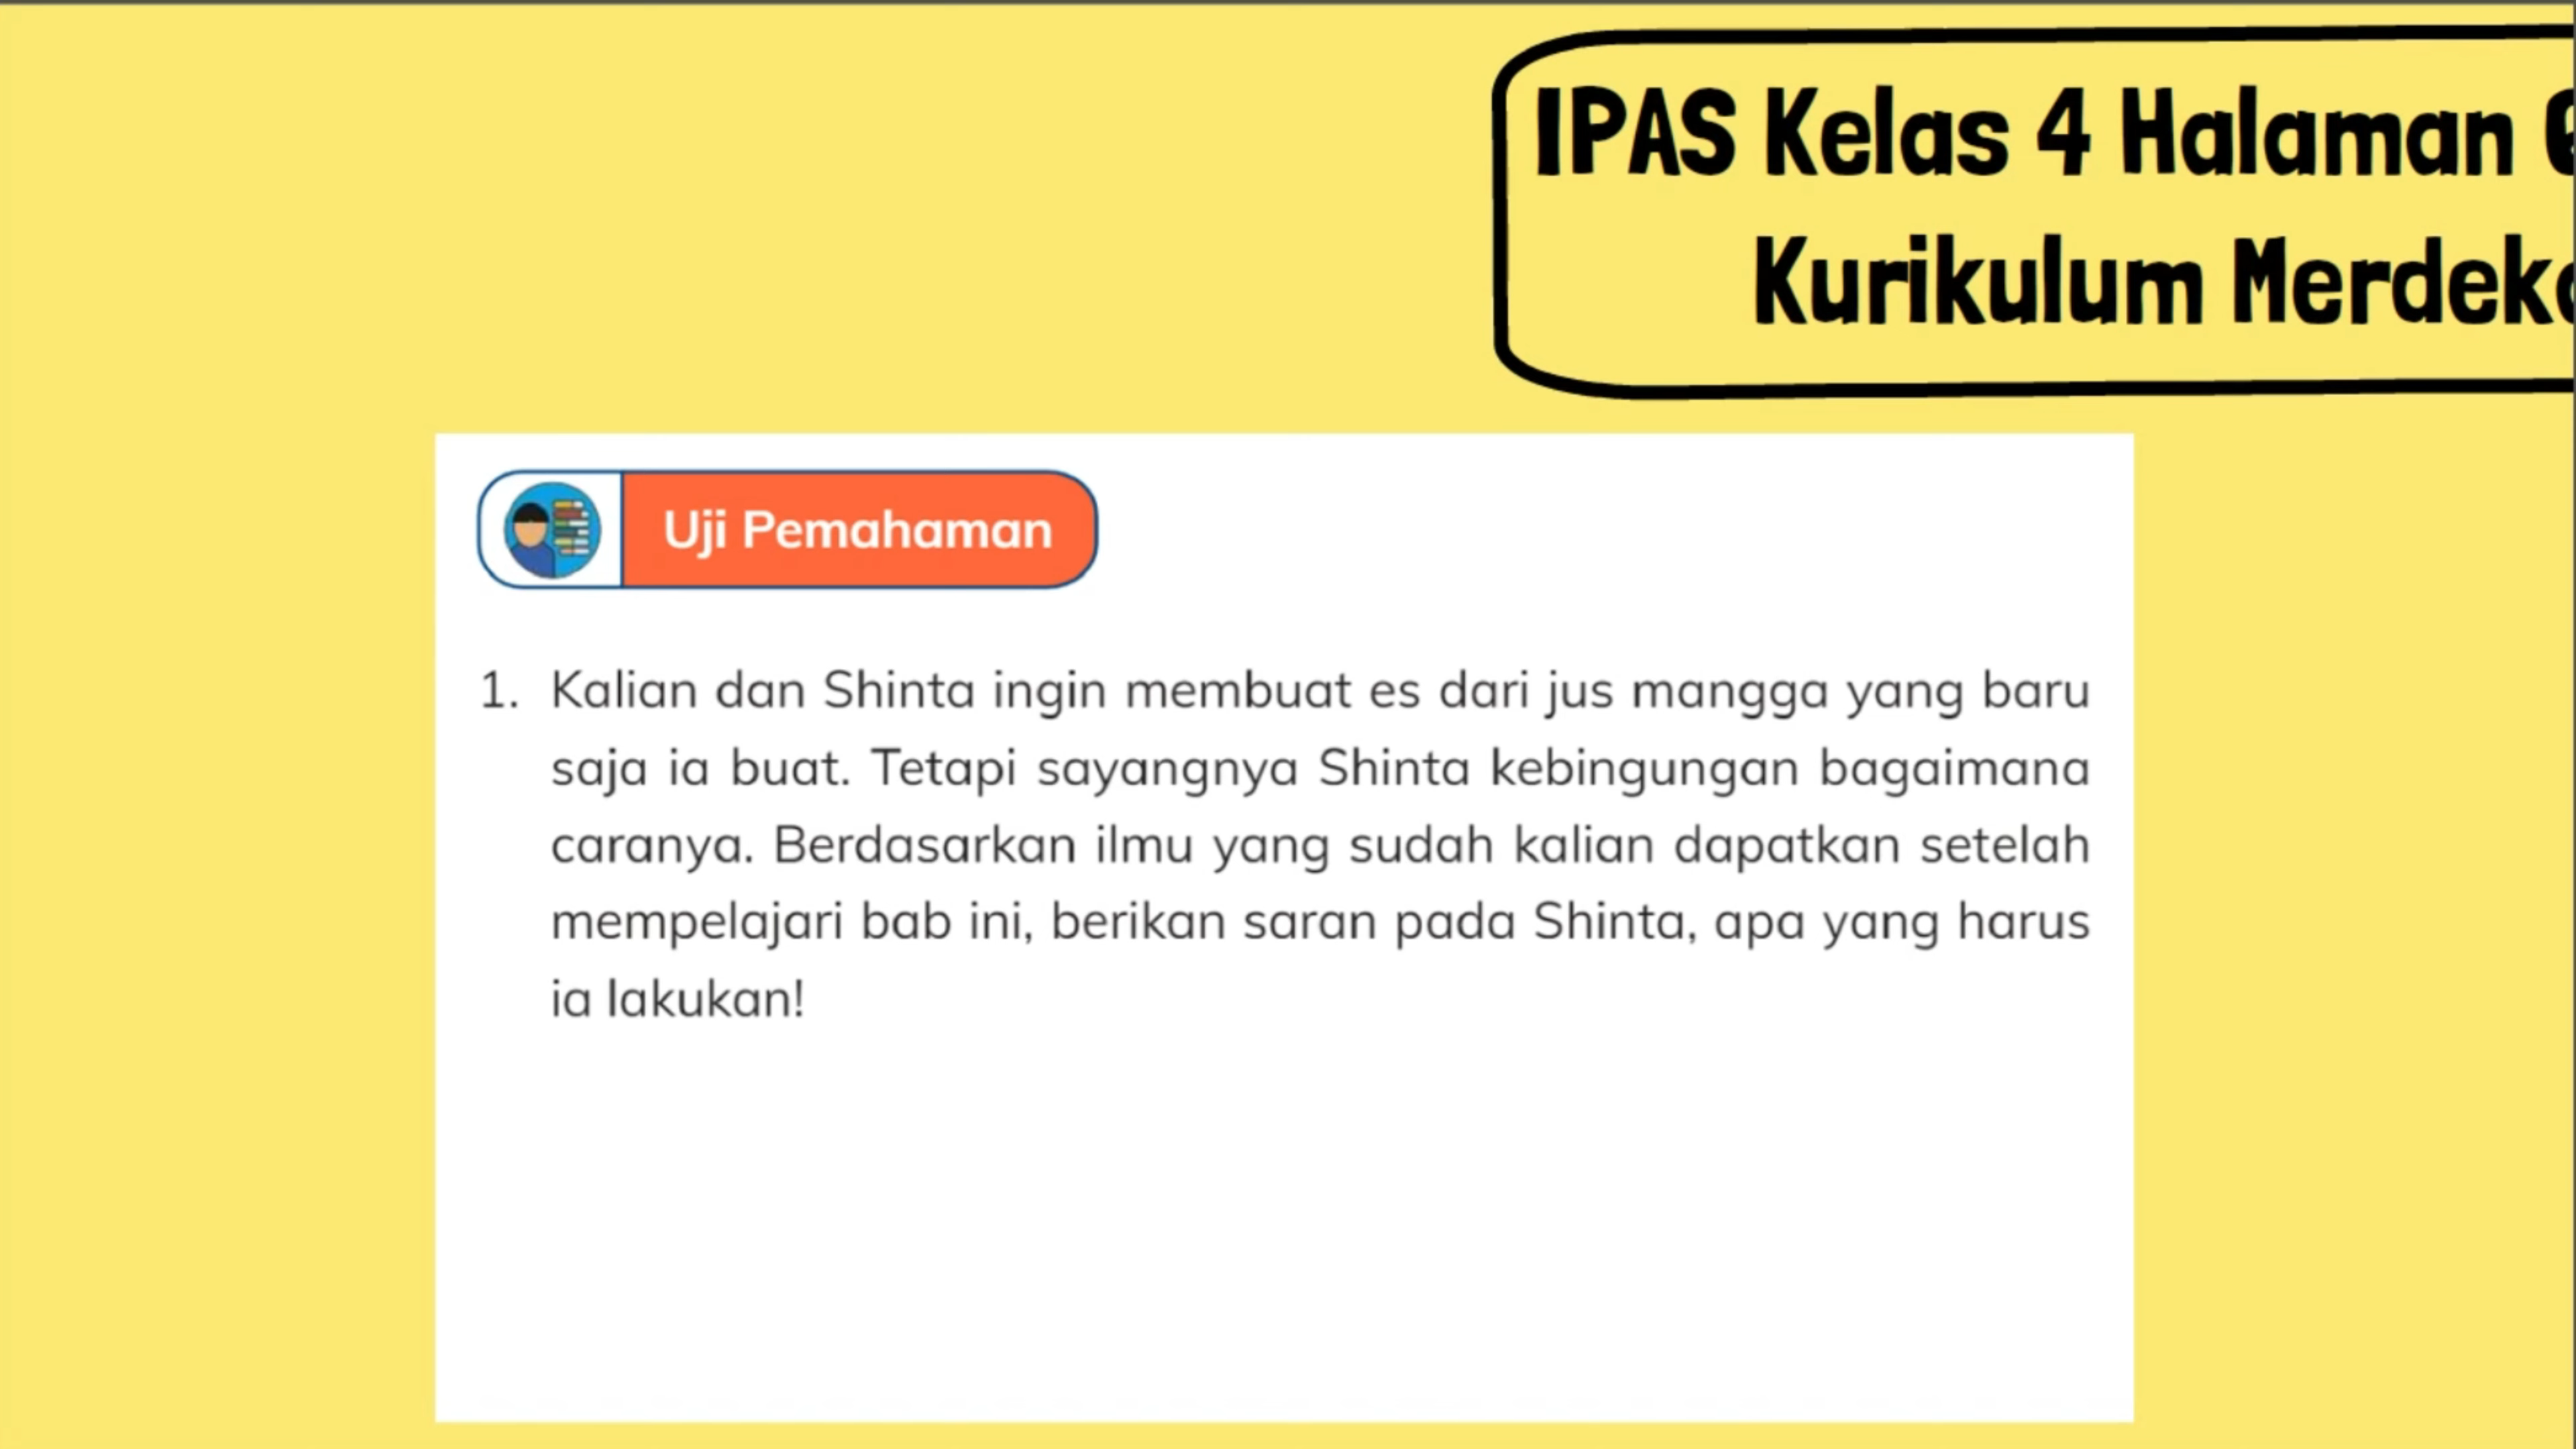 IPAS Kelas 4 Halaman
Kurikulum Merdeka
Uji Pemahaman
1. Kalian dan Shinta ingin membuat es dari jus mangga yang baru
saja ia buat. Tetapi sayangnya Shinta kebingungan bagaimana
caranya. Berdasarkan ilmu yang sudah kalian dapatkan setelah
mempelajari bab ini, berikan saran pada Shinta, apa yang harus
ia lakukan!